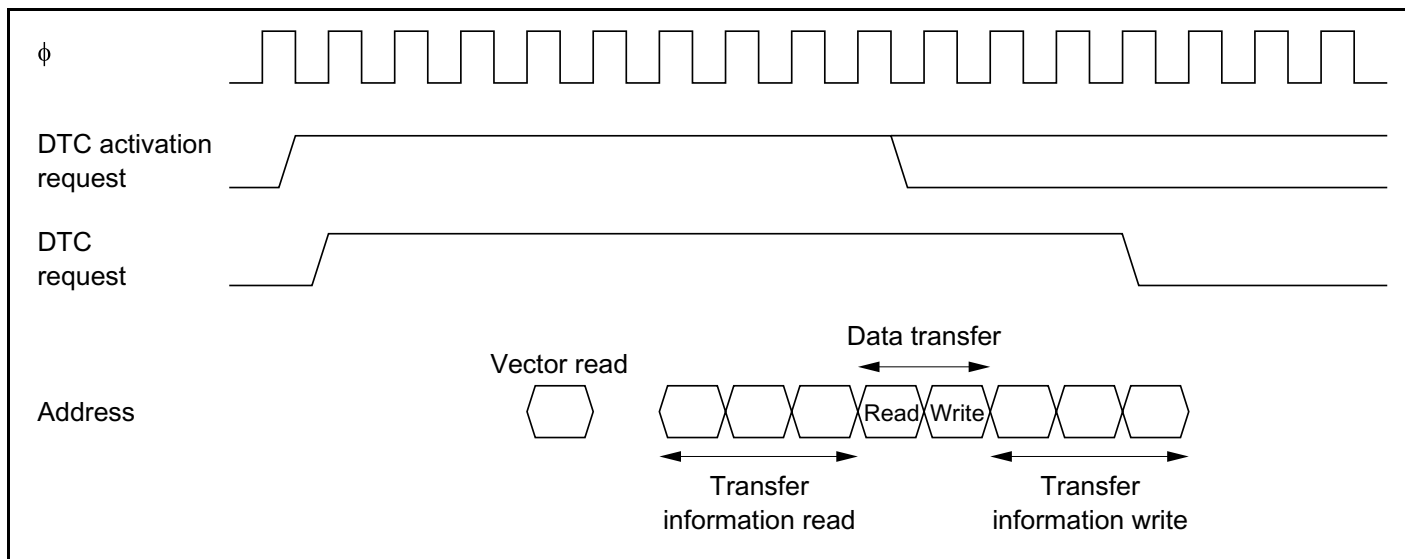 ϕ
DTC activation
request
DTC
request
Data transfer
Vector read
Address
Read
Write
Transfer
information read
Transfer
information write